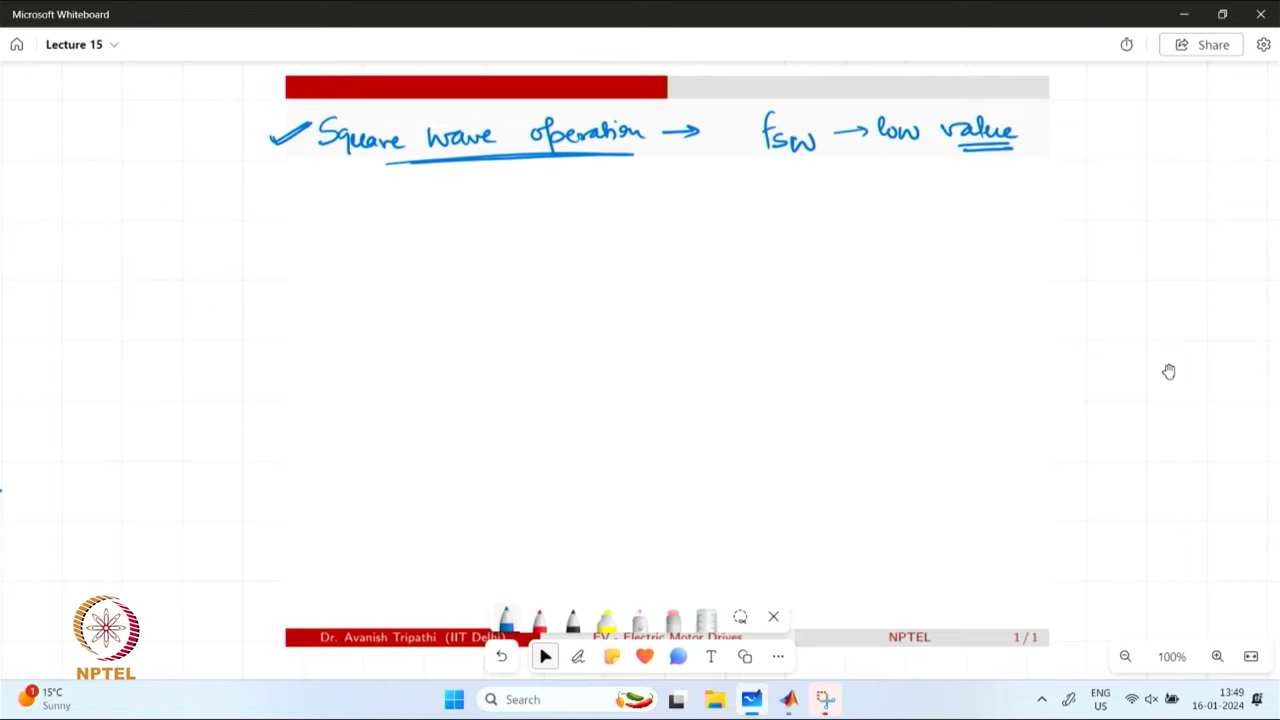 Microsoft Whiteboard
Lecture 15
Share
✓ Square wave operation → fsw → low value
Dr. Avanish Tripathi (IIT Delhi) EV - Electric Motor Drives NPTEL 1 / 1
NPTEL
100%
1
15°C
Sunny
Search
ENG
US
13:49
16-01-2024